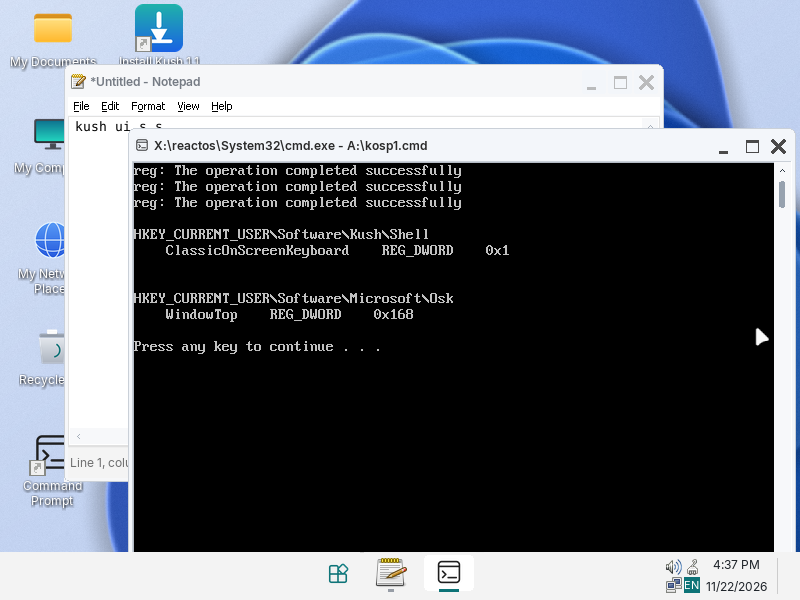 My Documents
Install Kush 1.1
*Untitled - Notepad
File Edit Format View Help
kush ui s s
X:\reactos\System32\cmd.exe - A:\kosp1.cmd
reg: The operation completed successfully
reg: The operation completed successfully
reg: The operation completed successfully
HKEY_CURRENT_USER\Software\Kush\Shell
ClassicOnScreenKeyboard REG_DWORD 0x1
HKEY_CURRENT_USER\Software\Microsoft\Osk
WindowTop REG_DWORD 0x168
Press any key to continue . . .
My Comp
My Netw
Place
Recycle
Line 1, colu
Command
Prompt
4:37 PM
EN
11/22/2026